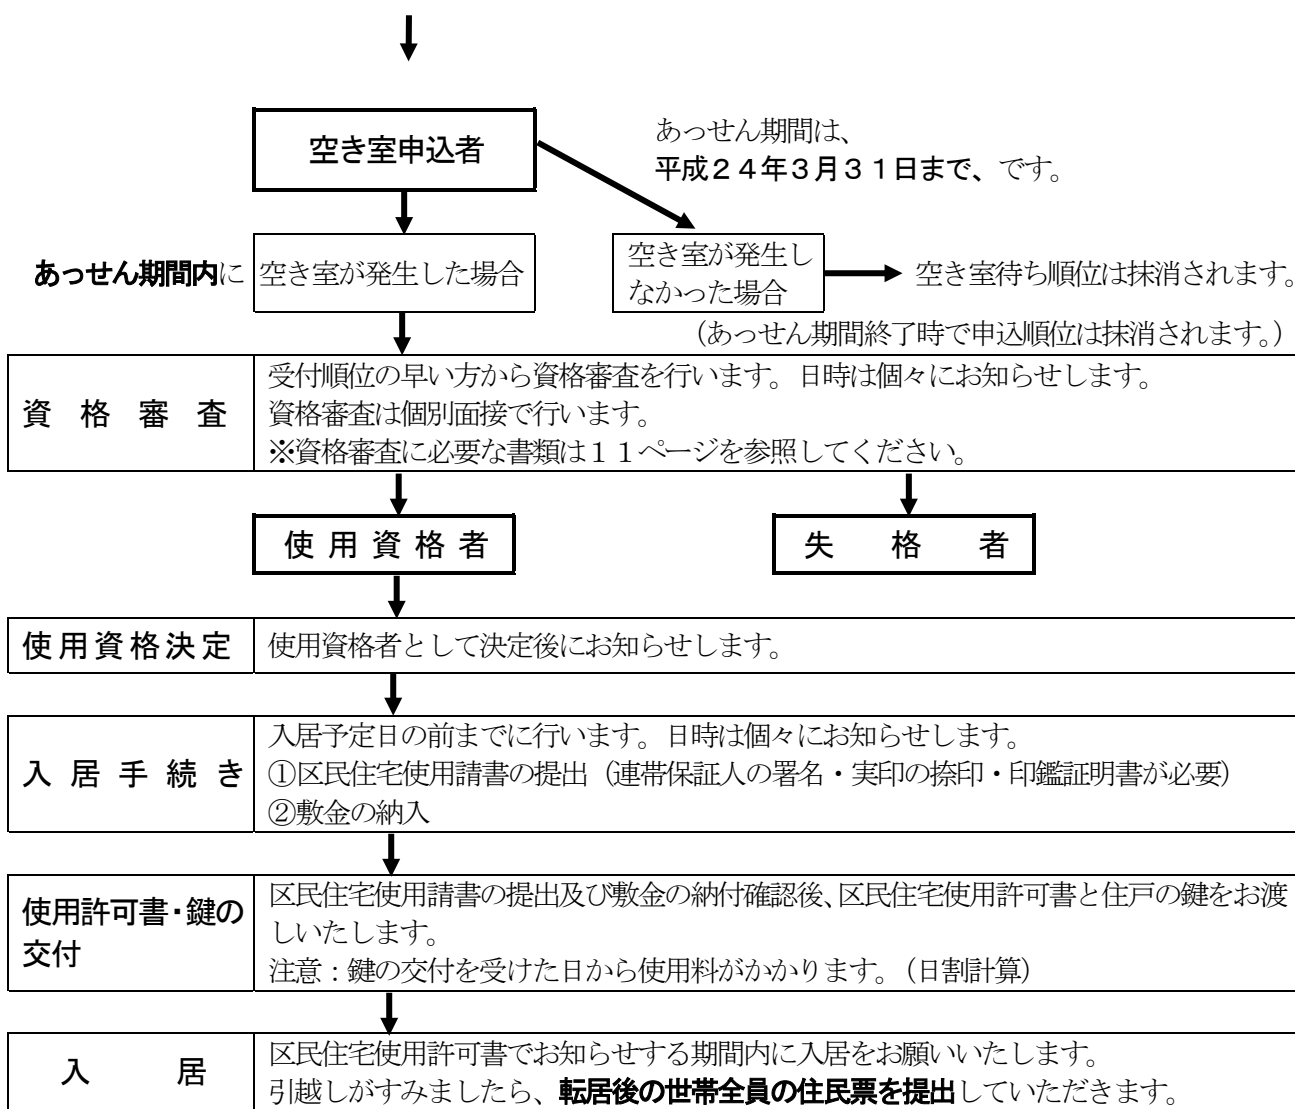 空き室申込者
あっせん期間は、
平成２４年３月３１日まで、です。
あっせん期間内に
空き室が発生した場合
空き室が発生し
なかった場合
空き室待ち順位は抹消されます。
（あっせん期間終了時で申込順位は抹消されます。）
資格審査
受付順位の早い方から資格審査を行います。日時は個々にお知らせします。
資格審査は個別面接で行います。
※資格審査に必要な書類は１１ページを参照してください。
使用資格者
失格者
使用資格決定
使用資格者として決定後にお知らせします。
入居手続き
入居予定日の前までに行います。日時は個々にお知らせします。
①区民住宅使用請書の提出（連帯保証人の署名・実印の捺印・印鑑証明書が必要）
②敷金の納入
使用許可書・鍵の
交付
区民住宅使用請書の提出及び敷金の納付確認後、区民住宅使用許可書と住戸の鍵をお渡
しいたします。
注意：鍵の交付を受けた日から使用料がかかります。（日割計算）
入居
区民住宅使用許可書でお知らせする期間内に入居をお願いいたします。
引越しがすみましたら、転居後の世帯全員の住民票を提出していただきます。